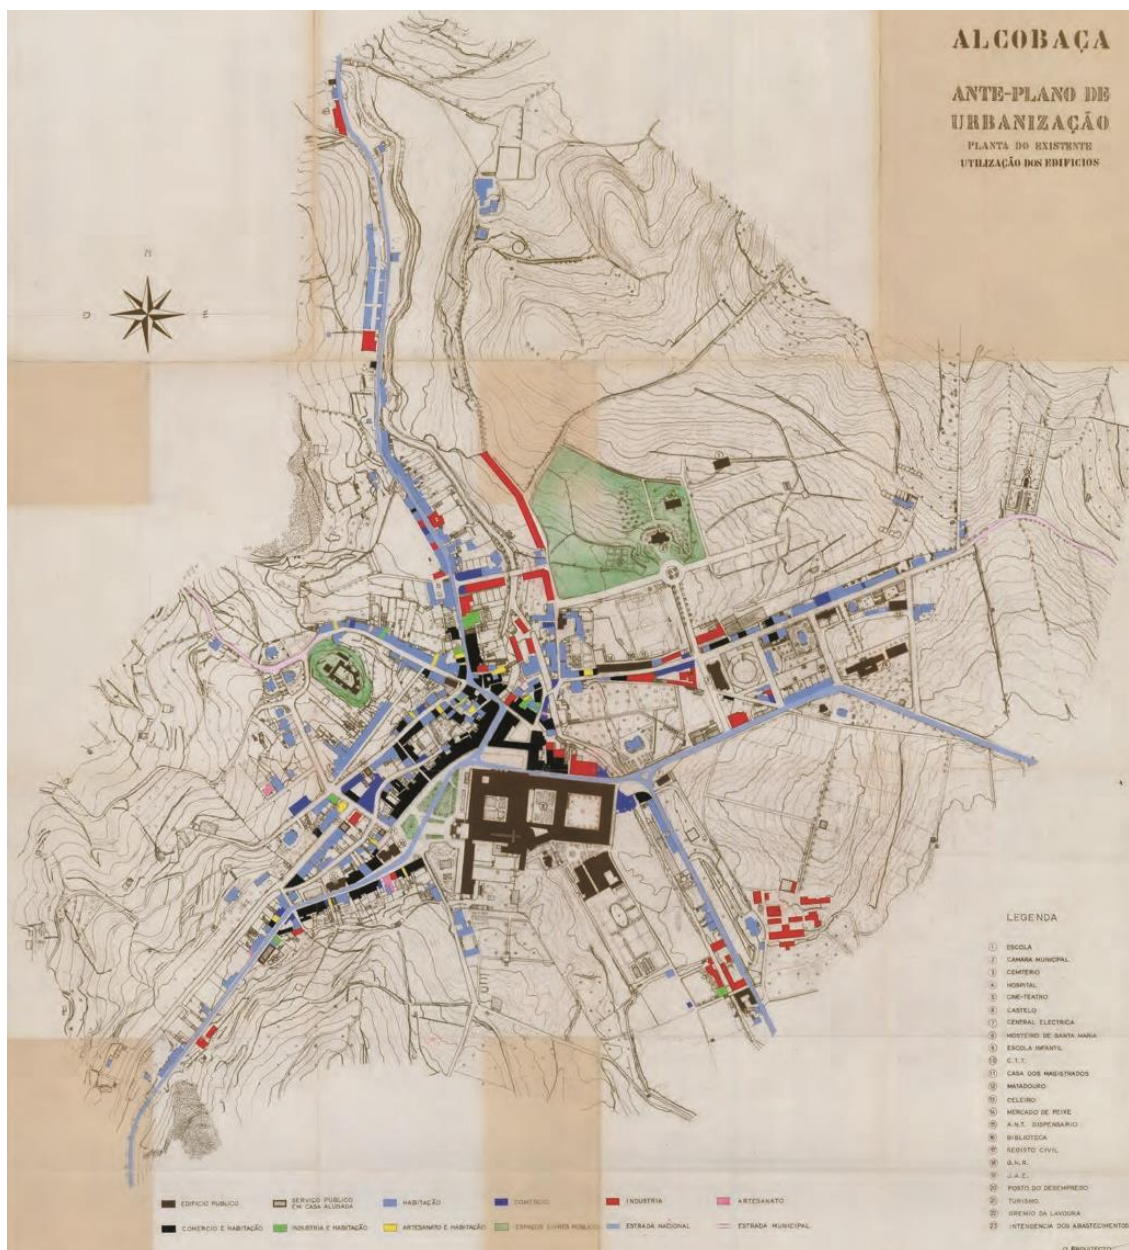 ALCOBAÇA
ANTE-PLANO DE
URBANIZAÇÃO
PLANTA DO EXISTENTE
UTILIZAÇÃO DOS EDIFICIOS
N
O E
LEGENDA
1 ESCOLA
2 CAMARA MUNICIPAL
3 CEMITÉRIO
4 HOSPITAL
5 CINE-TEATRO
6 CASTELO
7 CENTRAL ELECTRICA
8 MOSTEIRO DE SANTA MARIA
9 ESCOLA INFANTIL
10 C.T.T.
11 CASA DOS MAGISTRADOS
12 MATADOURO
13 CELEIRO
14 MERCADO DE PEIXE
15 A.N.T. DISPENSARIO
16 BIBLIOTECA
17 REGISTO CIVIL
18 G.N.R.
19 J.A.E.
20 POSTO DO DESEMPREGO
21 TURISMO
22 GREMIO DA LAVOURA
23 INTENDENCIA DOS ABASTECIMENTOS
EDIFICIO PUBLICO
SERVIÇO PUBLICO
EM CASA ALUGADA
HABITAÇÃO
COMERCIO
INDUSTRIA
ARTESANATO
COMERCIO E HABITAÇÃO
INDUSTRIA E HABITAÇÃO
ARTESANATO E HABITAÇÃO
ESPAÇOS LIVRES PUBLICOS
ESTRADA NACIONAL
ESTRADA MUNICIPAL
O ARQUITECTO